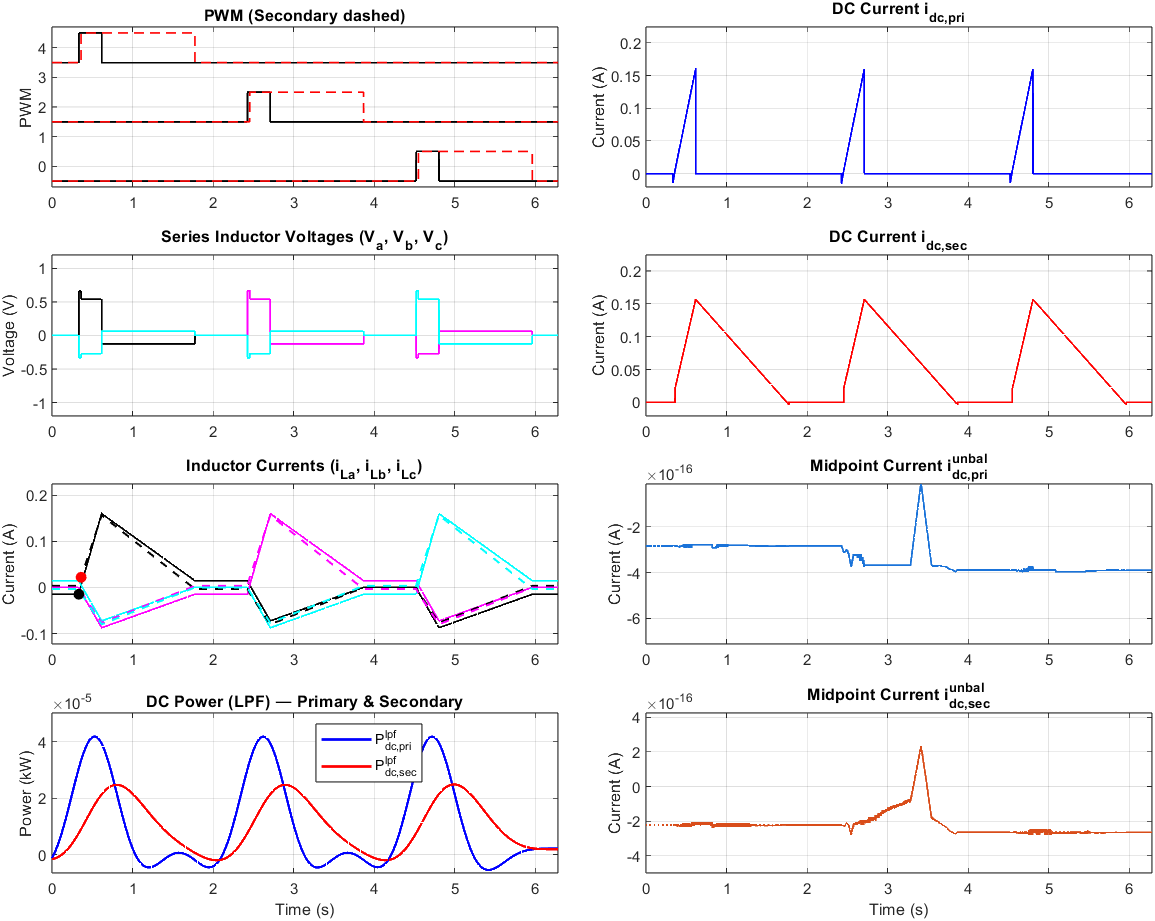 PWM (Secondary dashed)
4
3
2
1
0
PWM
0 1 2 3 4 5 6
DC Current i_dc,pri
0.2
0.15
0.1
0.05
0
Current (A)
0 1 2 3 4 5 6
Series Inductor Voltages (V_a, V_b, V_c)
1
0.5
0
-0.5
-1
Voltage (V)
0 1 2 3 4 5 6
DC Current i_dc,sec
0.2
0.15
0.1
0.05
0
Current (A)
0 1 2 3 4 5 6
Inductor Currents (i_La, i_Lb, i_Lc)
0.2
0.1
0
-0.1
Current (A)
0 1 2 3 4 5 6
×10^-16
Midpoint Current i_dc,pri^unbal
-2
-4
-6
Current (A)
0 1 2 3 4 5 6
×10^-5
DC Power (LPF) — Primary & Secondary
P_dc,pri^lpf
P_dc,sec^lpf
4
2
0
Power (kW)
0 1 2 3 4 5 6
Time (s)
×10^-16
Midpoint Current i_dc,sec^unbal
4
2
0
-2
-4
Current (A)
0 1 2 3 4 5 6
Time (s)